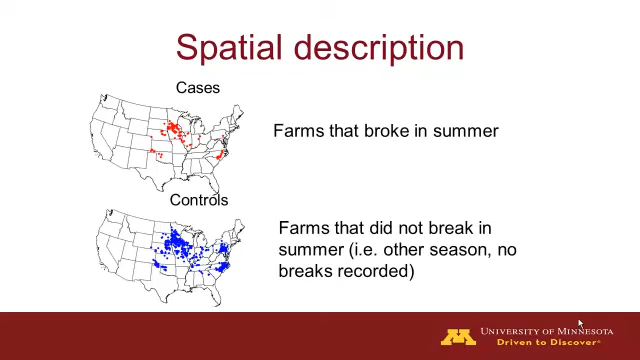 Spatial description
Cases
Farms that broke in summer
Controls
Farms that did not break in
summer (i.e. other season, no
breaks recorded)
M
UNIVERSITY OF MINNESOTA
Driven to Discover®